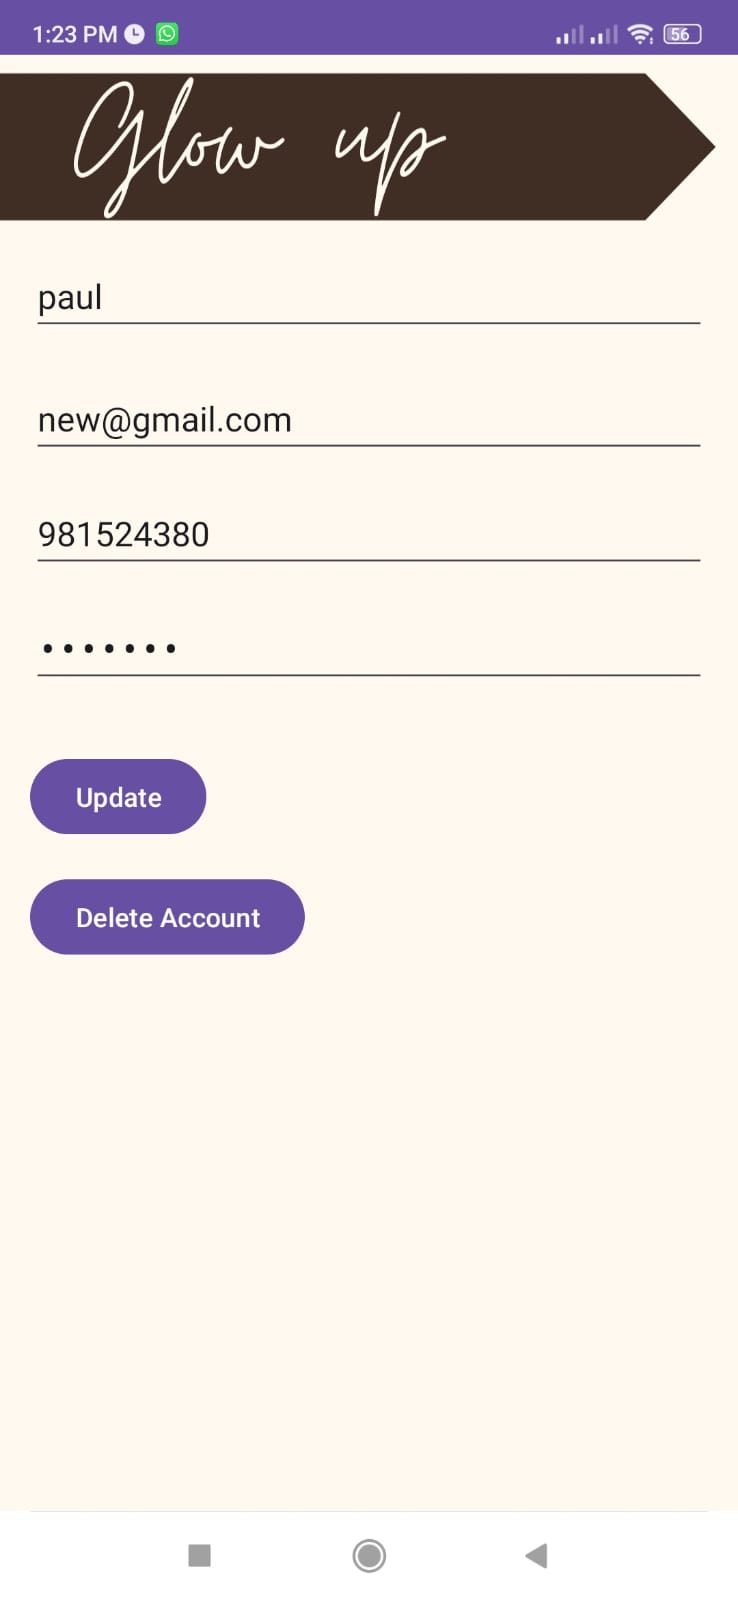 1:23 PM
56
Glow up
paul
new@gmail.com
981524380
•••••••
Update
Delete Account